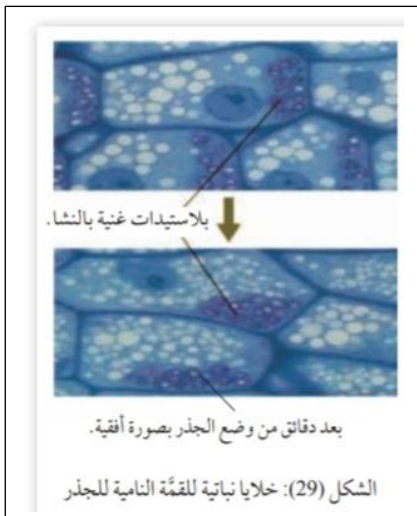 بلاستيدات غنية بالنشا.
بعد دقائق من وضع الجذر بصورة أفقية.
الشكل (29): خلايا نباتية للقمَّة النامية للجذر